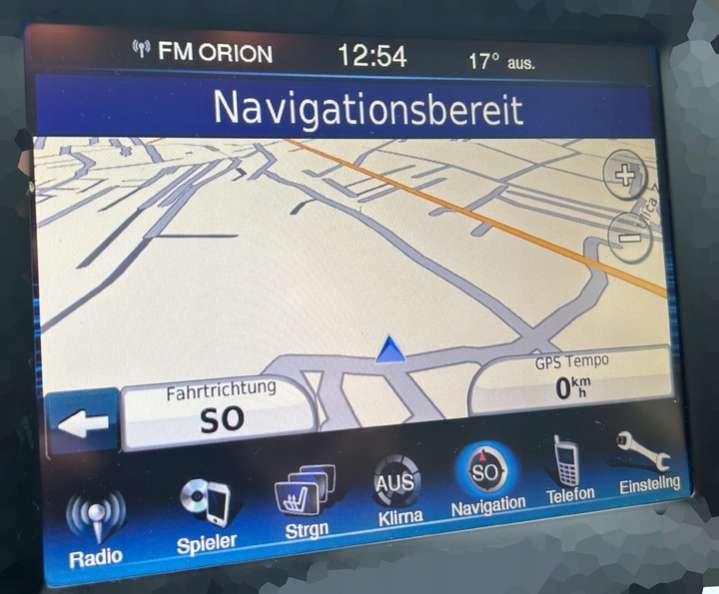 FM ORION 12:54 17° aus.
Navigationsbereit
+
−
Fahrtrichtung
SO
GPS Tempo
0 km/h
AUS
SO
Radio Spieler Strgn Klima Navigation Telefon Einstellng